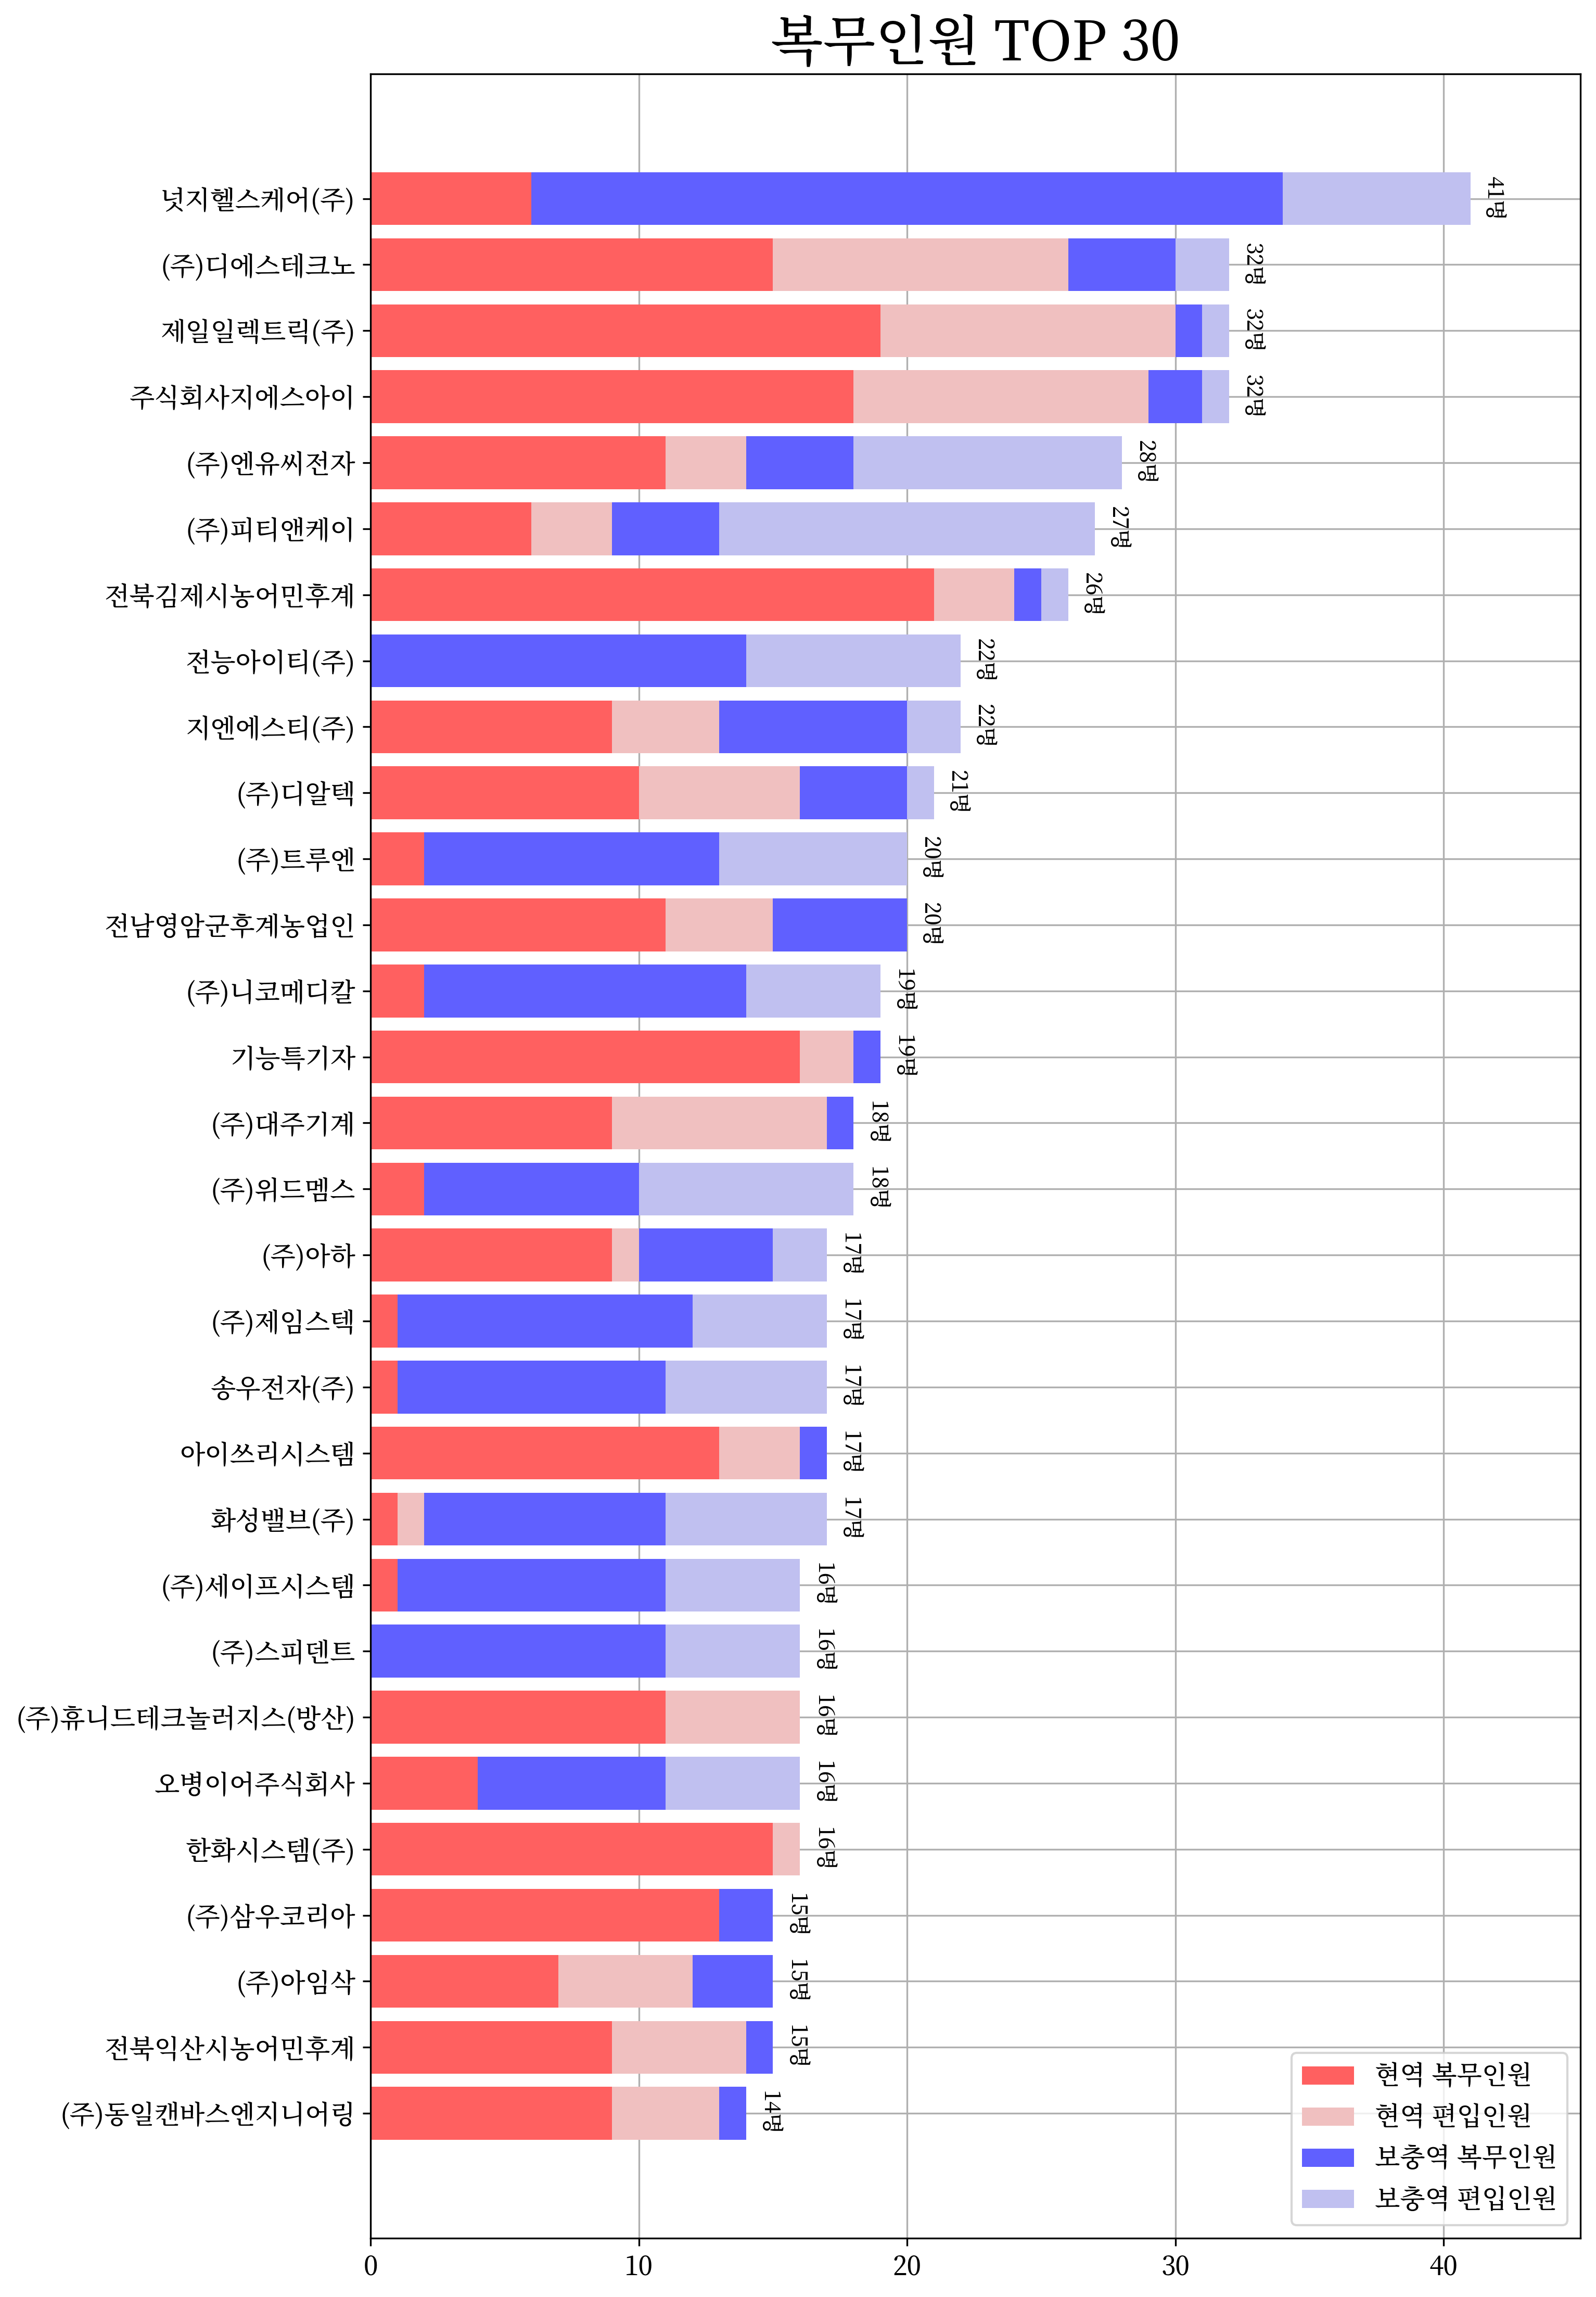 복무인원 TOP 30
넛지헬스케어(주) 41명
(주)디에스테크노 32명
제일일렉트릭(주) 32명
주식회사지에스아이 32명
(주)엔유씨전자 28명
(주)피티앤케이 27명
전북김제시농어민후계 26명
전능아이티(주) 22명
지엔에스티(주) 22명
(주)디알텍 21명
(주)트루엔 20명
전남영암군후계농업인 20명
(주)니코메디칼 19명
기능특기자 19명
(주)대주기계 18명
(주)위드멤스 18명
(주)아하 17명
(주)제임스텍 17명
송우전자(주) 17명
아이쓰리시스템 17명
화성밸브(주) 17명
(주)세이프시스템 16명
(주)스피덴트 16명
(주)휴니드테크놀러지스(방산) 16명
오병이어주식회사 16명
한화시스템(주) 16명
(주)삼우코리아 15명
(주)아임삭 15명
전북익산시농어민후계 15명
(주)동일캔바스엔지니어링 14명
현역 복무인원
현역 편입인원
보충역 복무인원
보충역 편입인원
0 10 20 30 40